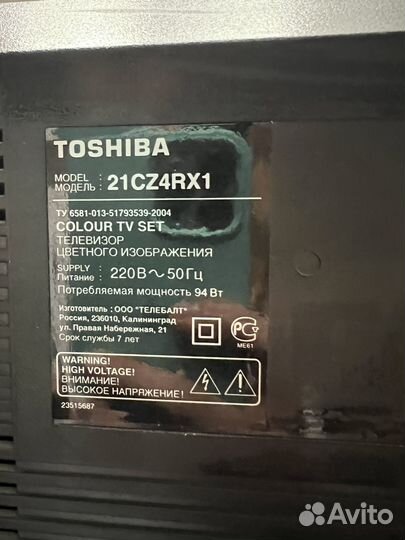 TOSHIBA
MODEL :
МОДЕЛЬ: 21CZ4RX1
ТУ 6581-013-51793539-2004
COLOUR TV SET
ТЕЛЕВИЗОР
ЦВЕТНОГО ИЗОБРАЖЕНИЯ
SUPPLY :
Питание : 220В ~ 50Гц
Потребляемая мощность 94 Вт
Изготовитель : ООО "ТЕЛЕБАЛТ"
Россия, 236010, Калининград
ул. Правая Набережная, 21
Срок службы 7 лет
РСТ
ME61
WARNING!
HIGH VOLTAGE!
ВНИМАНИЕ!
ВЫСОКОЕ НАПРЯЖЕНИЕ!
23515687
Avito